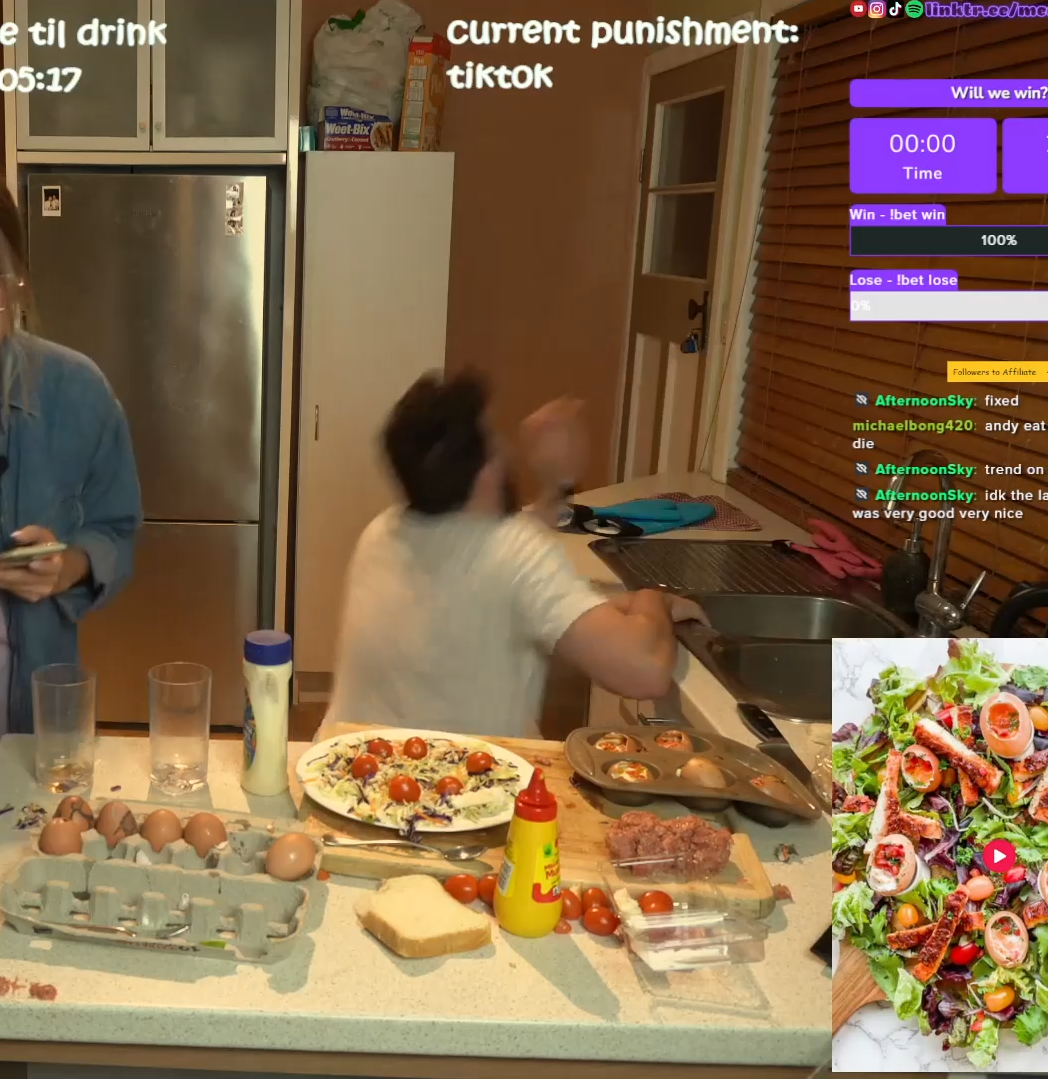 e til drink
05:17
Current punishment:
tiktok
linktr.ee/me
Will we win?
00:00
Time
Win - !bet win
100%
Lose - !bet lose
0%
Followers to Affiliate
AfternoonSky: fixed
michaelbong420: andy eat
die
AfternoonSky: trend on
AfternoonSky: idk the la
was very good very nice
Weet-Bix